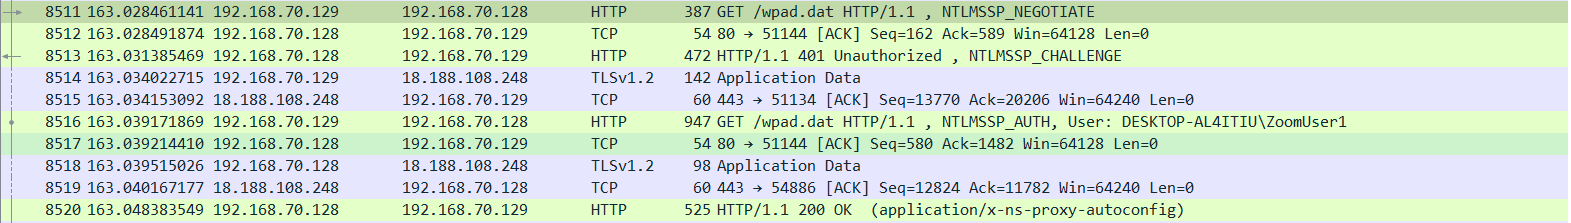 8511 163.028461141 192.168.70.129 192.168.70.128 HTTP 387 GET /wpad.dat HTTP/1.1 , NTLMSSP_NEGOTIATE
8512 163.028491874 192.168.70.128 192.168.70.129 TCP 54 80 → 51144 [ACK] Seq=162 Ack=589 Win=64128 Len=0
8513 163.031385469 192.168.70.128 192.168.70.129 HTTP 472 HTTP/1.1 401 Unauthorized , NTLMSSP_CHALLENGE
8514 163.034022715 192.168.70.129 18.188.108.248 TLSv1.2 142 Application Data
8515 163.034153092 18.188.108.248 192.168.70.129 TCP 60 443 → 51134 [ACK] Seq=13770 Ack=20206 Win=64240 Len=0
8516 163.039171869 192.168.70.129 192.168.70.128 HTTP 947 GET /wpad.dat HTTP/1.1 , NTLMSSP_AUTH, User: DESKTOP-AL4ITIU\ZoomUser1
8517 163.039214410 192.168.70.128 192.168.70.129 TCP 54 80 → 51144 [ACK] Seq=580 Ack=1482 Win=64128 Len=0
8518 163.039515026 192.168.70.128 18.188.108.248 TLSv1.2 98 Application Data
8519 163.040167177 18.188.108.248 192.168.70.128 TCP 60 443 → 54886 [ACK] Seq=12824 Ack=11782 Win=64240 Len=0
8520 163.048383549 192.168.70.128 192.168.70.129 HTTP 525 HTTP/1.1 200 OK (application/x-ns-proxy-autoconfig)